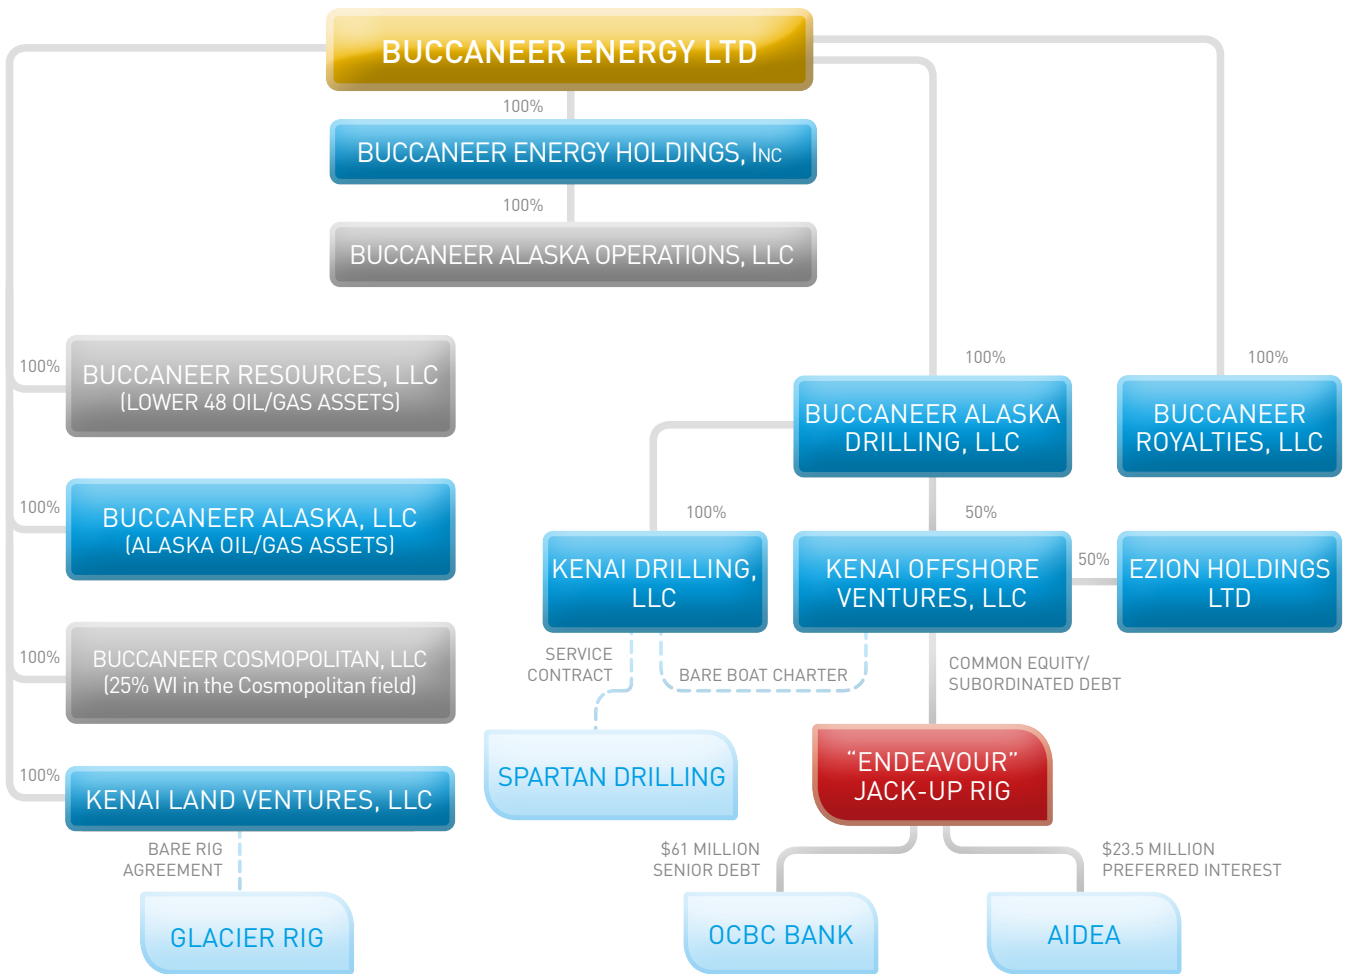 BUCCANEER ENERGY LTD
100%
BUCCANEER ENERGY HOLDINGS, INC
100%
BUCCANEER ALASKA OPERATIONS, LLC
100%
BUCCANEER RESOURCES, LLC
(LOWER 48 OIL/GAS ASSETS)
100%
BUCCANEER ALASKA, LLC
(ALASKA OIL/GAS ASSETS)
100%
BUCCANEER COSMOPOLITAN, LLC
(25% WI in the Cosmopolitan field)
100%
KENAI LAND VENTURES, LLC
BARE RIG
AGREEMENT
GLACIER RIG
100%
BUCCANEER ALASKA
DRILLING, LLC
100%
BUCCANEER
ROYALTIES, LLC
100%
KENAI DRILLING,
LLC
50%
KENAI OFFSHORE
VENTURES, LLC
50%
EZION HOLDINGS
LTD
SERVICE
CONTRACT
BARE BOAT CHARTER
COMMON EQUITY/
SUBORDINATED DEBT
SPARTAN DRILLING
“ENDEAVOUR”
JACK-UP RIG
$61 MILLION
SENIOR DEBT
$23.5 MILLION
PREFERRED INTEREST
OCBC BANK
AIDEA